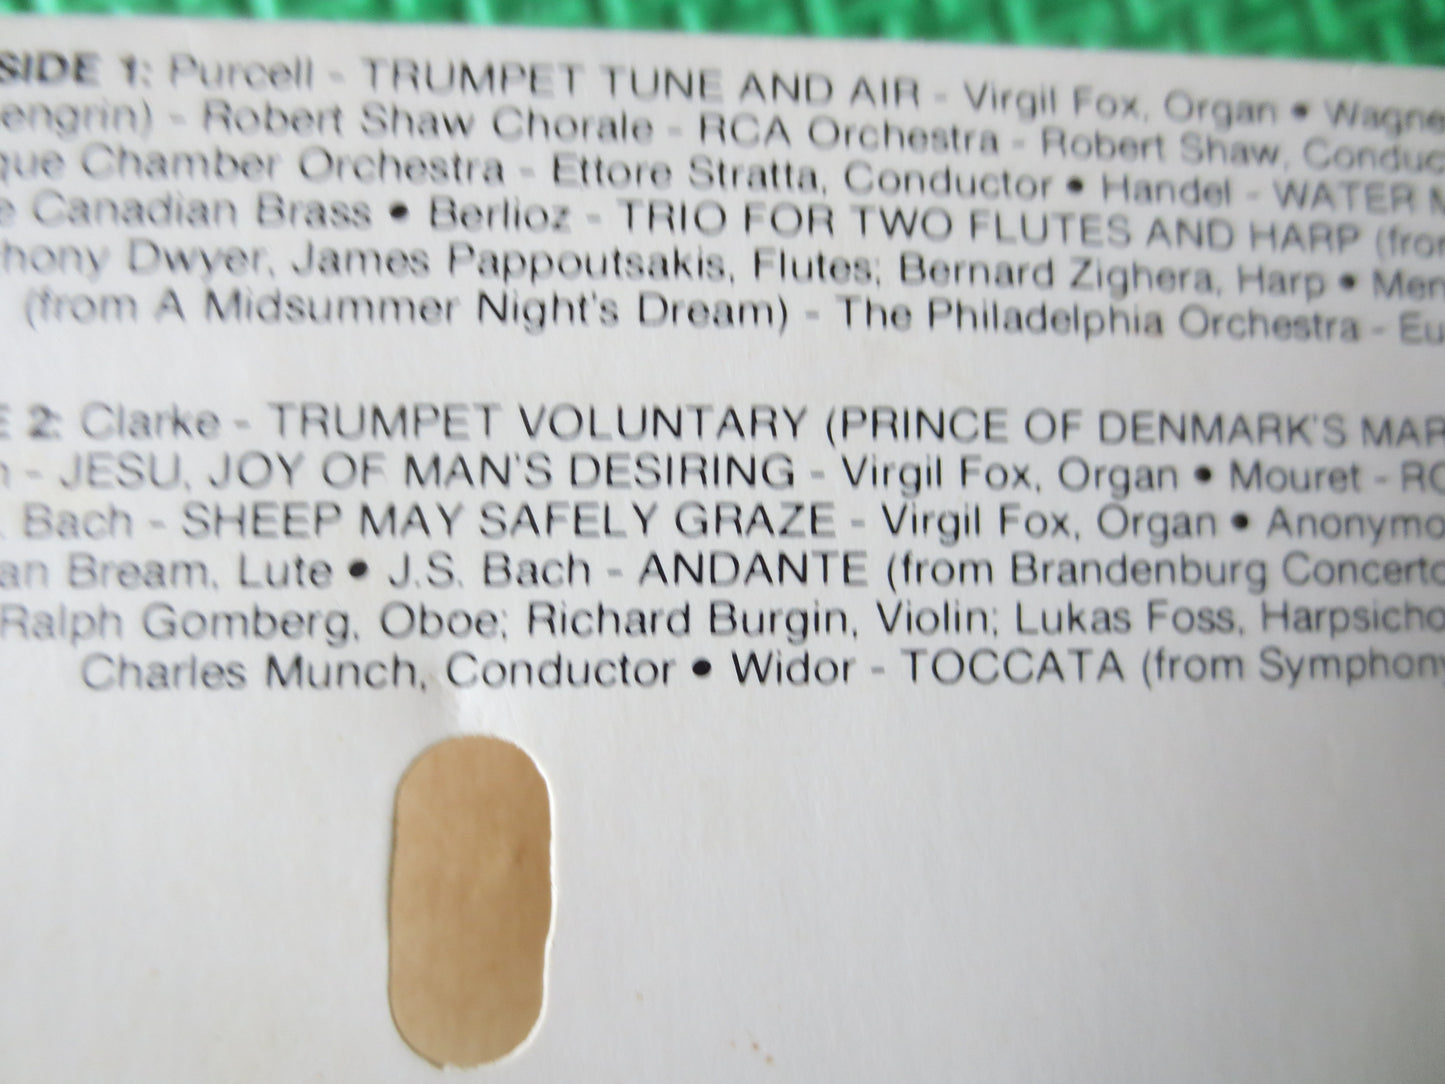 SIDE 1: Purcell - TRUMPET TUNE AND AIR - Virgil Fox, Organ • Wagne
engrin) - Robert Shaw Chorale - RCA Orchestra - Robert Shaw, Conduc
que Chamber Orchestra - Ettore Stratta, Conductor • Handel - WATER M
e Canadian Brass • Berlioz - TRIO FOR TWO FLUTES AND HARP (fro
hony Dwyer, James Pappoutsakis, Flutes; Bernard Zighera, Harp • Men
(from A Midsummer Night's Dream) - The Philadelphia Orchestra - Eu
E 2: Clarke - TRUMPET VOLUNTARY (PRINCE OF DENMARK'S MAR
h - JESU, JOY OF MAN'S DESIRING - Virgil Fox, Organ • Mouret - RO
. Bach - SHEEP MAY SAFELY GRAZE - Virgil Fox, Organ • Anonymo
an Bream, Lute • J.S. Bach - ANDANTE (from Brandenburg Concerto
Ralph Gomberg, Oboe; Richard Burgin, Violin; Lukas Foss, Harpsicho
Charles Munch, Conductor • Widor - TOCCATA (from Symphony